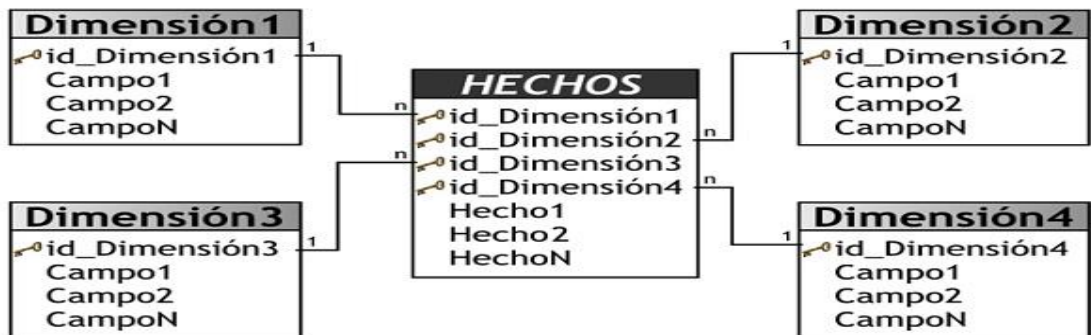 Dimensión1
id_Dimensión1
Campo1
Campo2
CampoN
1
n
HECHOS
id_Dimensión1
id_Dimensión2
id_Dimensión3
id_Dimensión4
Hecho1
Hecho2
HechoN
n
n
n
Dimensión2
1
id_Dimensión2
Campo1
Campo2
CampoN
Dimensión3
id_Dimensión3
1
Campo1
Campo2
CampoN
Dimensión4
1
id_Dimensión4
Campo1
Campo2
CampoN